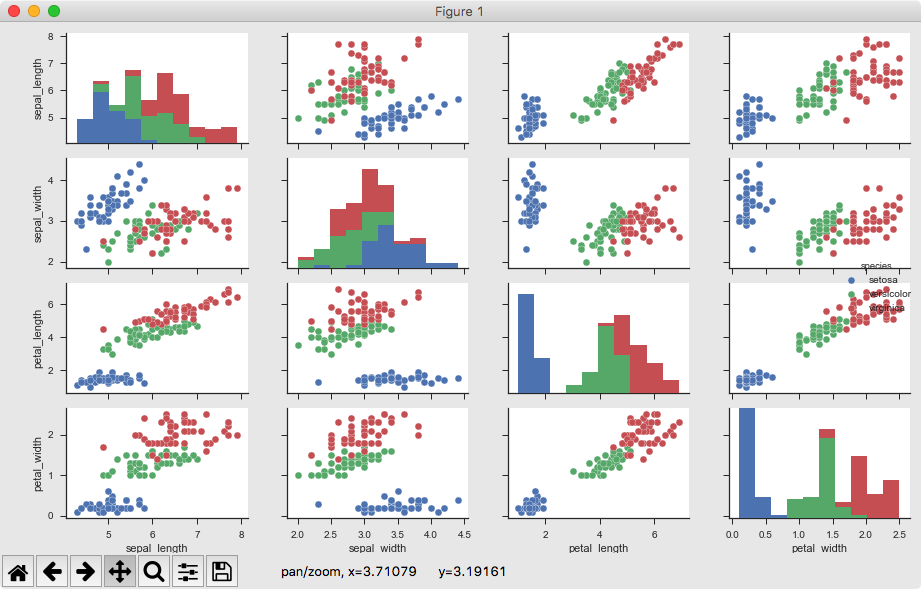 Figure 1
8
7
6
5
sepal_length
4
3
2
sepal_width
species
setosa
versicolor
virginica
6
4
2
petal_length
2
1
0
petal_width
5 6 7 8
sepal_length
2.0 2.5 3.0 3.5 4.0 4.5
sepal_width
2 4 6
petal_length
0.0 0.5 1.0 1.5 2.0 2.5
petal_width
pan/zoom, x=3.71079 y=3.19161